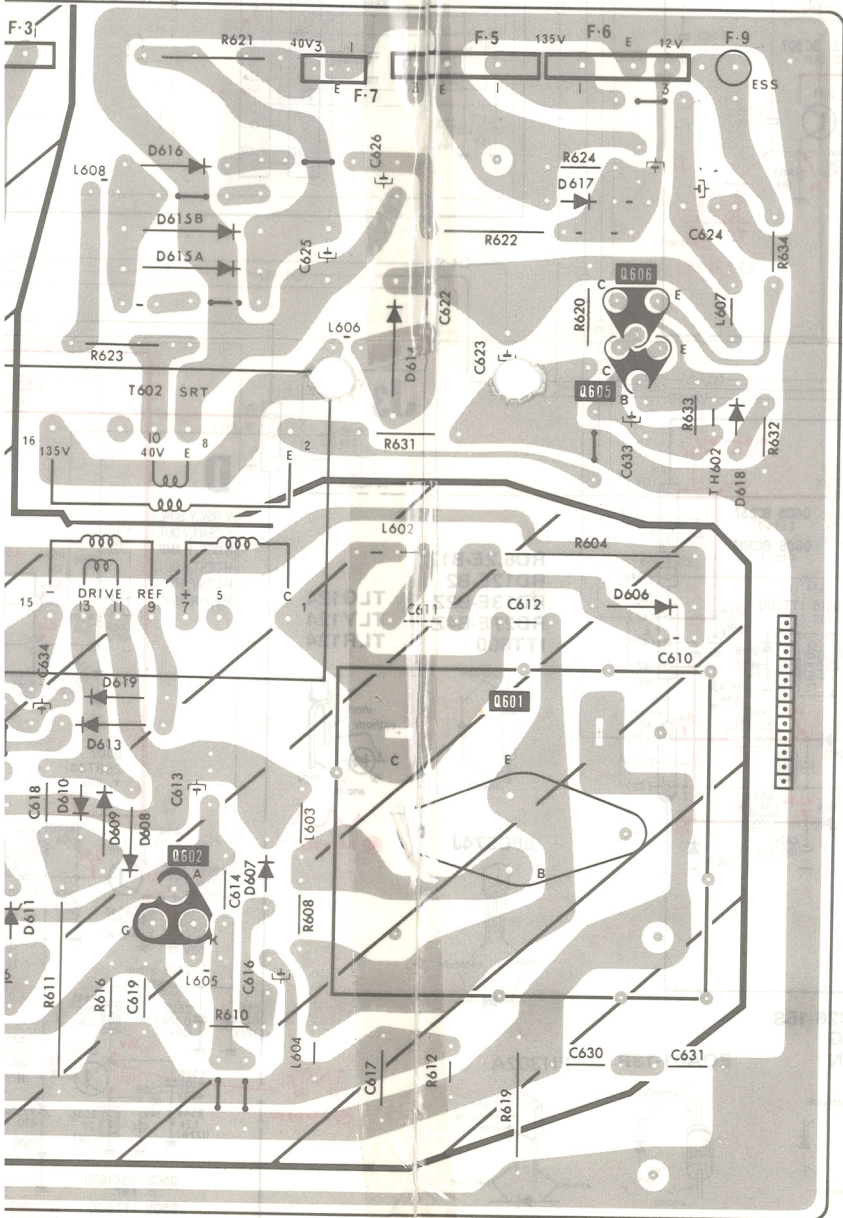 F·3
I
R621
40V
3
I
E
F·7
3
E
F·5
I
135V
F·6
E
12V
I
3
F·9
ESS
D616
L608
C626
R624
D617
D615B
D615A
C625
R622
C624
R634
Q606
C
E
R620
L607
C622
L606
D614
C623
R623
T602 SRT
E
C
Q605
B
R633
R632
TH602
D618
C633
R631
16
135V
10
40V
8
E
2
E
L602
R604
D606
C611
C612
C610
15
DRIVE
13
11
REF
9
+
7
5
C
1
C634
D619
D613
Q601
C
E
B
C618
D610
D609
D608
C613
L603
Q602
A
G
K
C614
D607
D611
R608
R611
R616
C619
L605
R610
C616
L604
C617
R612
R619
C630
C631